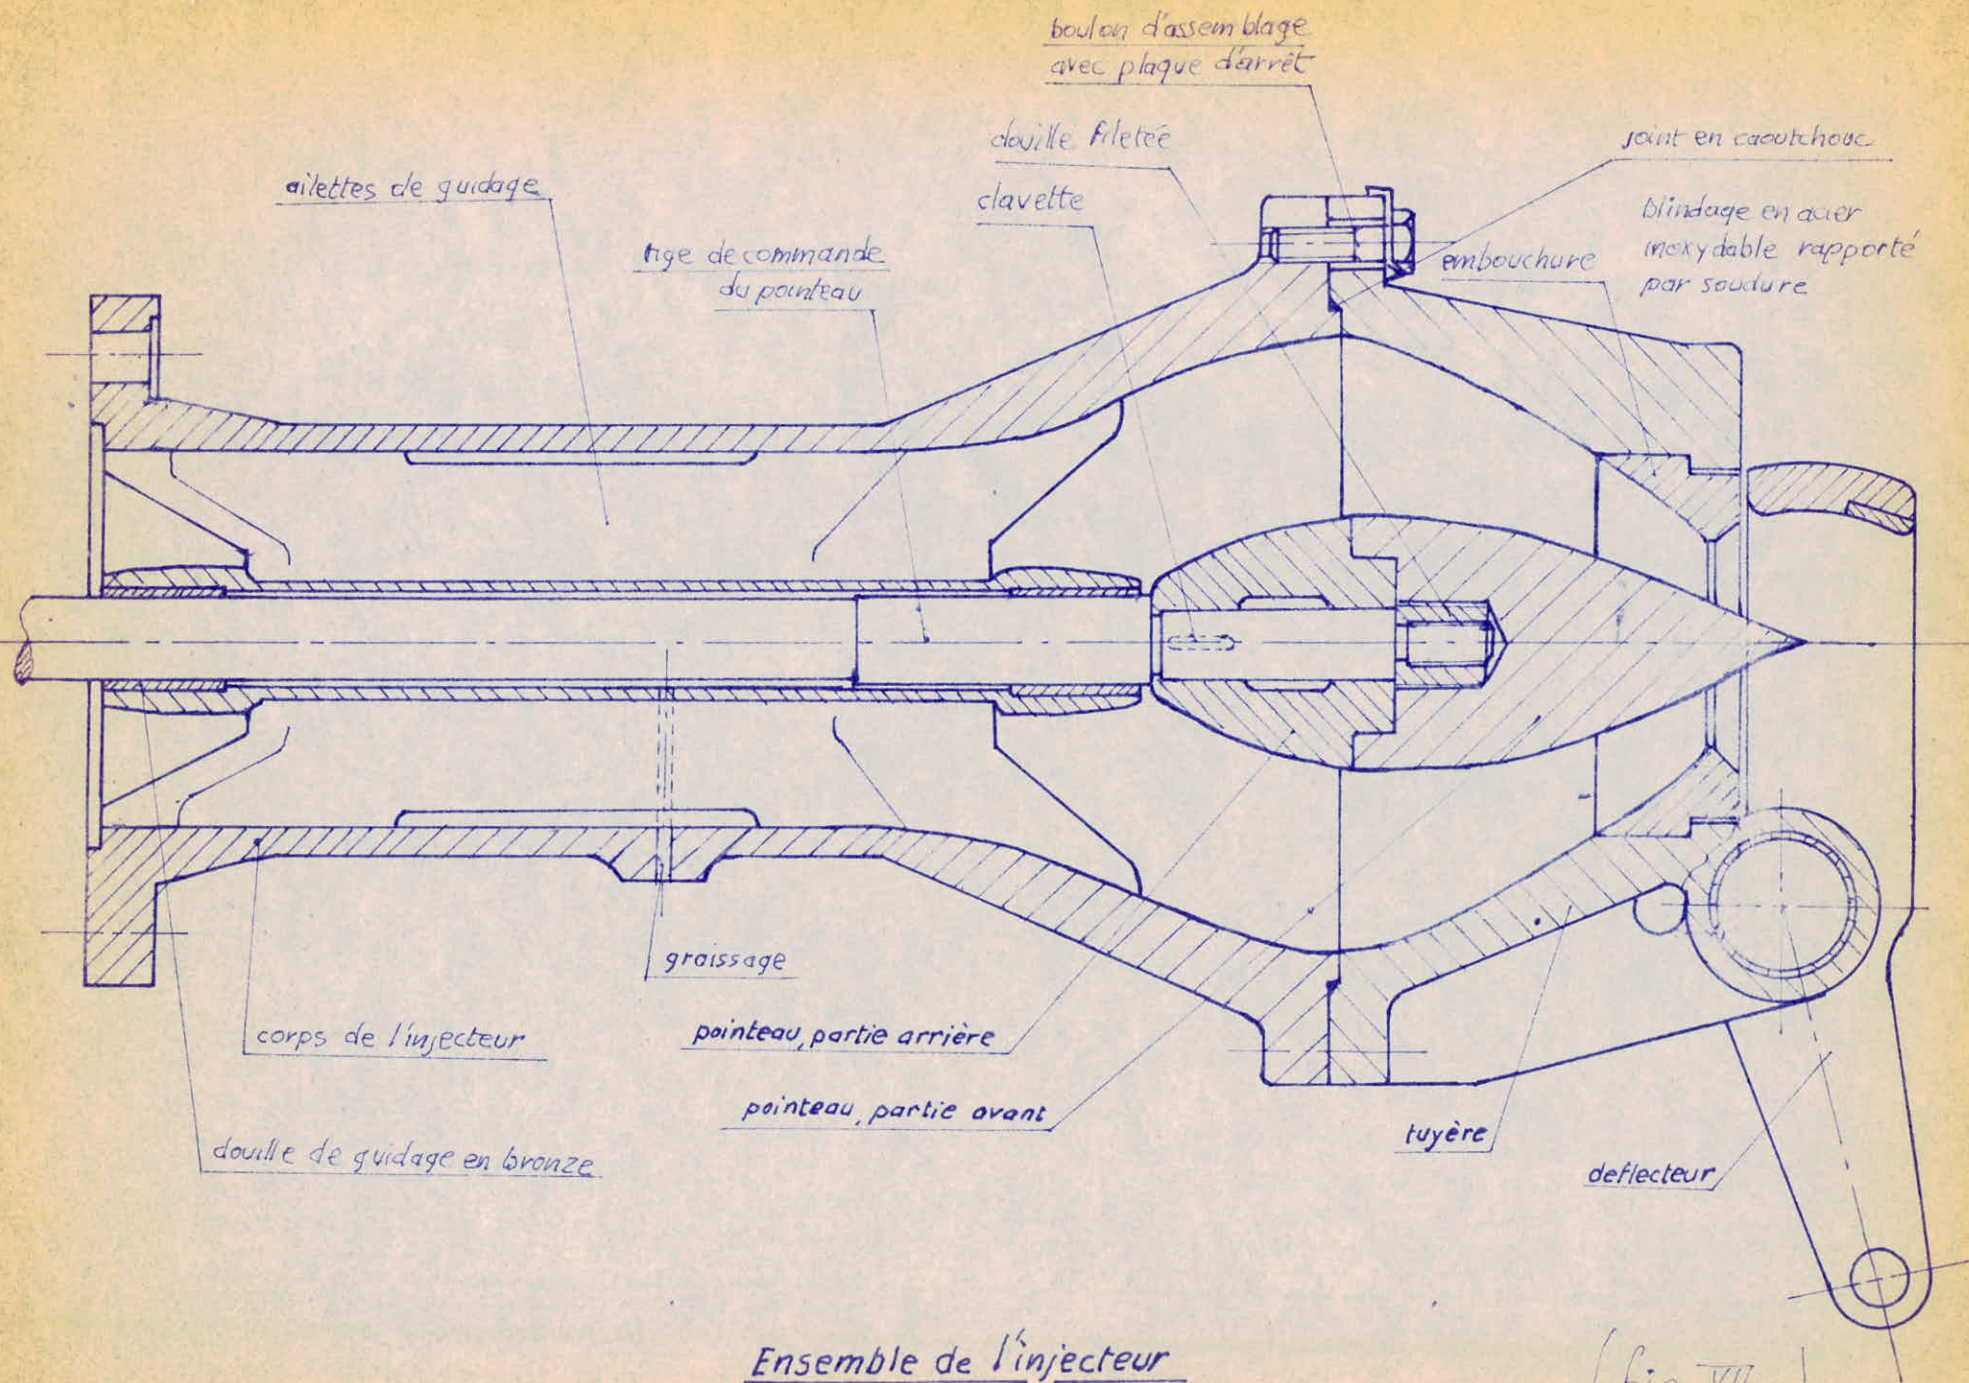 boulon d'assemblage
avec plaque d'arrêt
douille filetée
joint en caoutchouc
ailettes de guidage
clavette
blindage en acier
inoxydable rapporté
par soudure
tige de commande
du pointeau
embouchure
graissage
corps de l'injecteur
pointeau, partie arrière
pointeau, partie avant
tuyère
douille de guidage en bronze
deflecteur
Ensemble de l'injecteur
(fig VII)